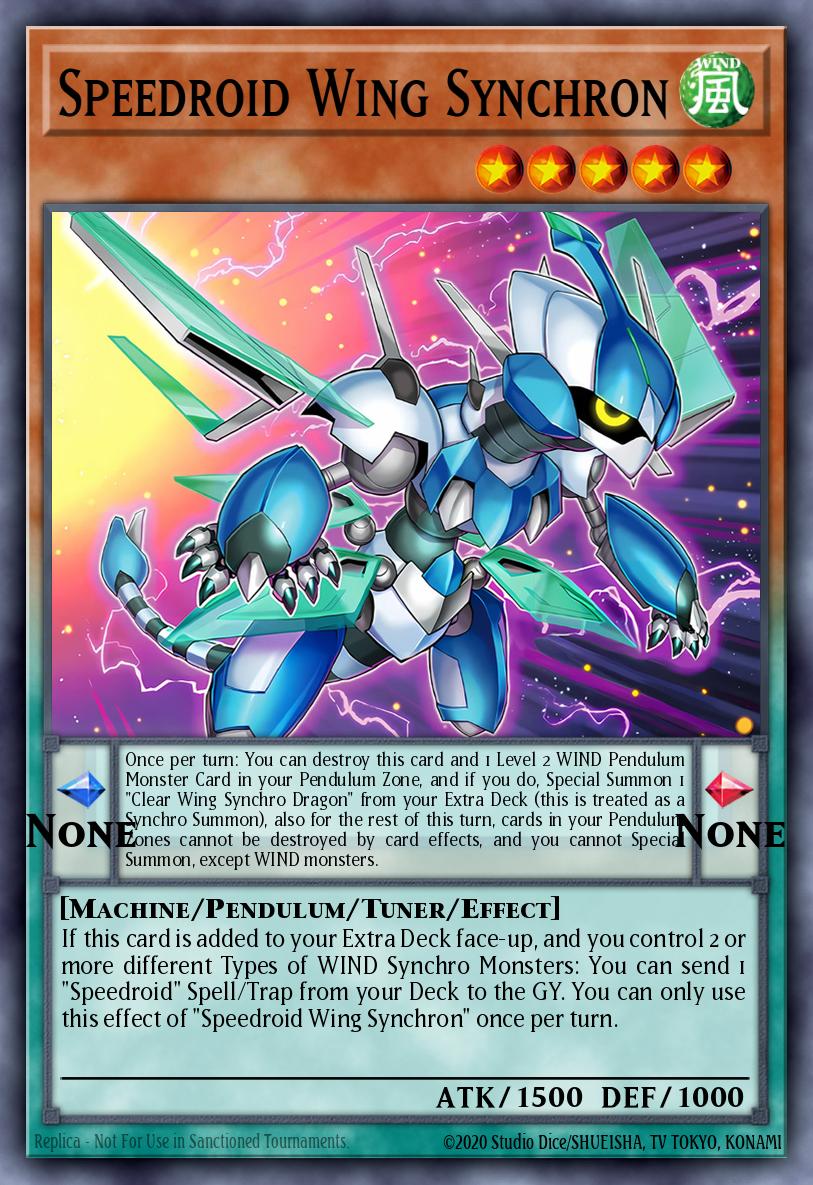 Speedroid Wing Synchron
WIND
風
Once per turn: You can destroy this card and 1 Level 2 WIND Pendulum
Monster Card in your Pendulum Zone, and if you do, Special Summon 1
"Clear Wing Synchro Dragon" from your Extra Deck (this is treated as a
Synchro Summon), also for the rest of this turn, cards in your Pendulum
Zones cannot be destroyed by card effects, and you cannot Special
Summon, except WIND monsters.
None
None
[Machine/Pendulum/Tuner/Effect]
If this card is added to your Extra Deck face-up, and you control 2 or
more different Types of WIND Synchro Monsters: You can send 1
"Speedroid" Spell/Trap from your Deck to the GY. You can only use
this effect of "Speedroid Wing Synchron" once per turn.
ATK/1500 DEF/1000
Replica - Not For Use in Sanctioned Tournaments.
©2020 Studio Dice/SHUEISHA, TV TOKYO, KONAMI